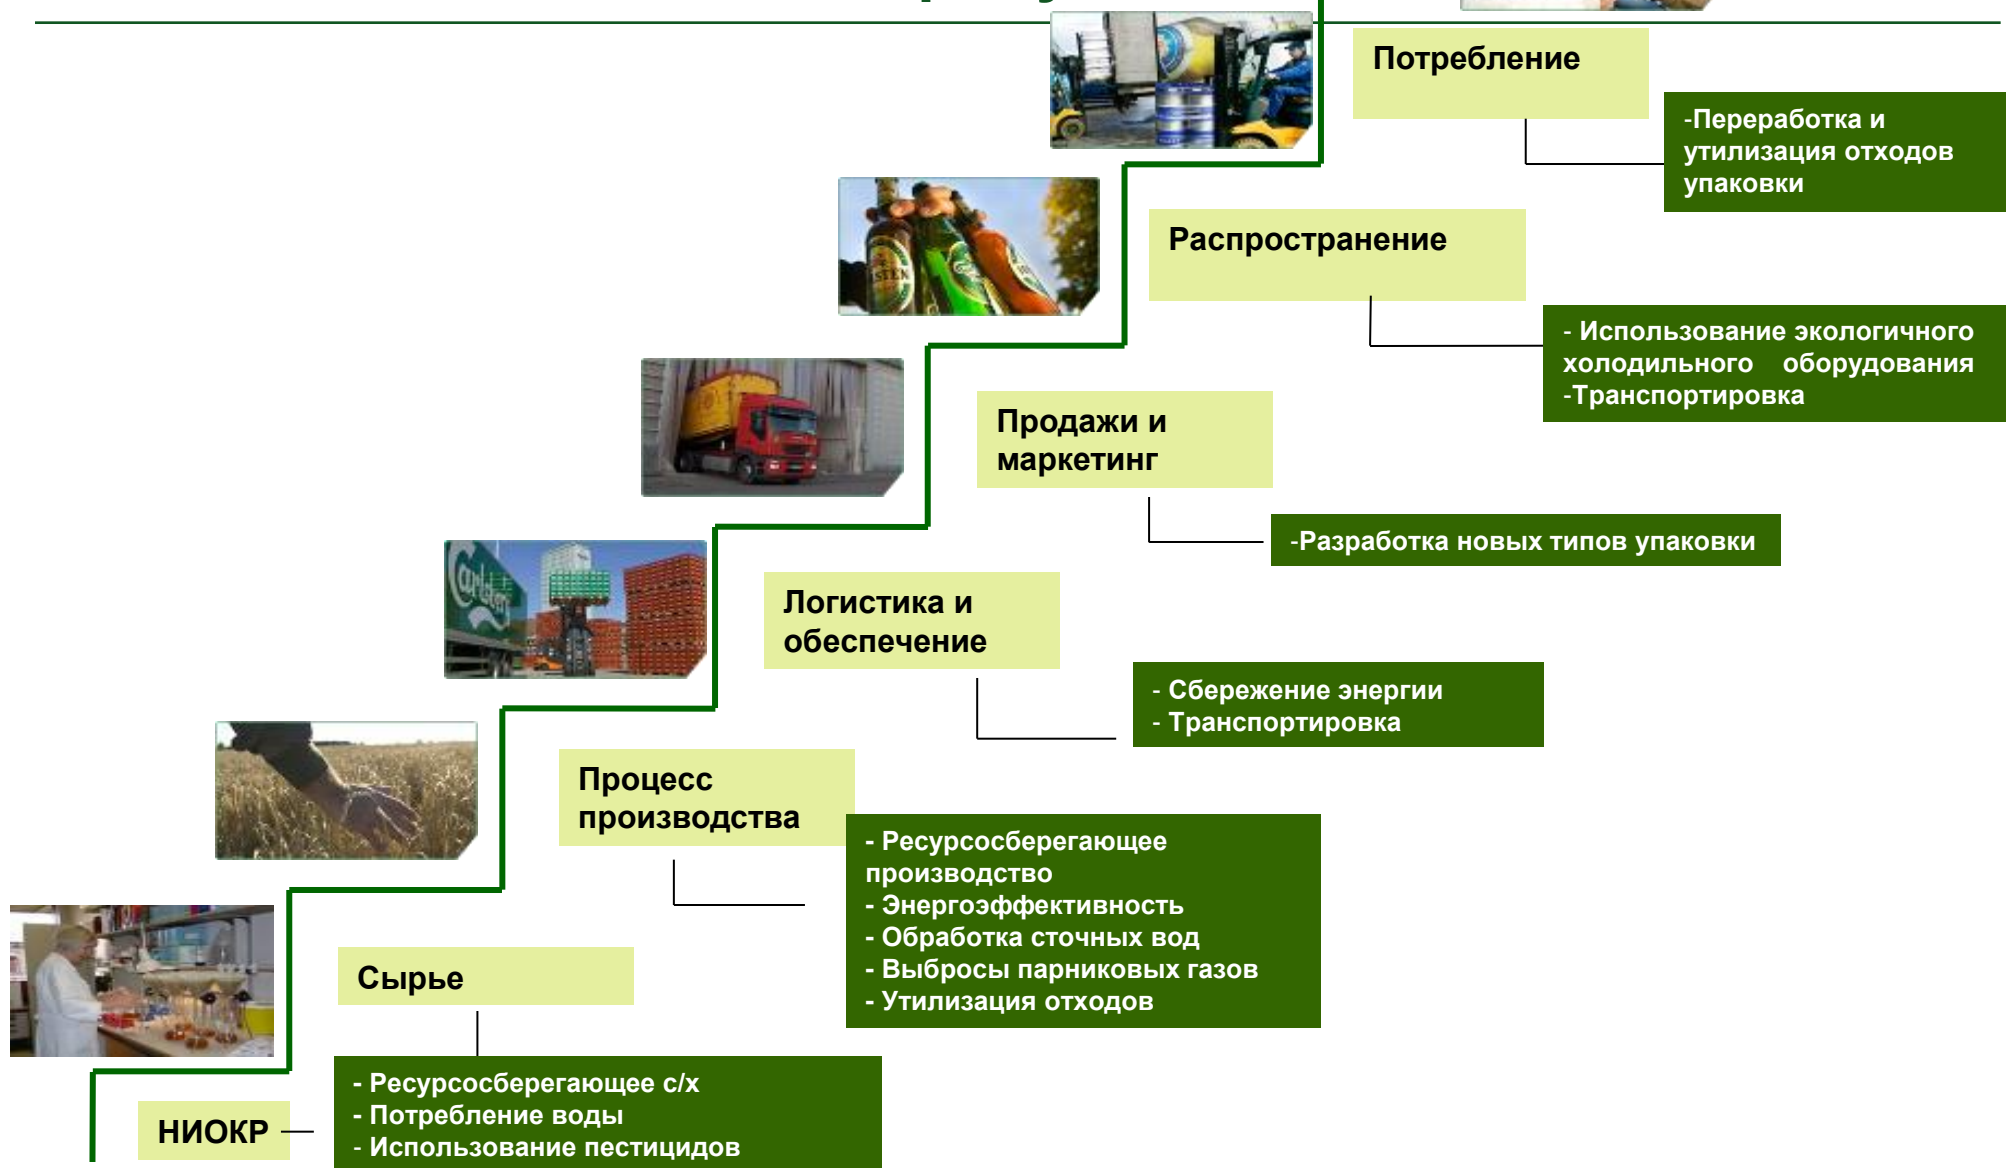 Потребление
-Переработка и
утилизация отходов
упаковки
Распространение
- Использование экологичного
холодильного оборудования
-Транспортировка
Продажи и
маркетинг
-Разработка новых типов упаковки
Логистика и
обеспечение
- Сбережение энергии
- Транспортировка
Carlsberg
Процесс
производства
- Ресурсосберегающее
производство
- Энергоэффективность
- Обработка сточных вод
- Выбросы парниковых газов
- Утилизация отходов
Сырье
- Ресурсосберегающее с/х
- Потребление воды
- Использование пестицидов
НИОКР